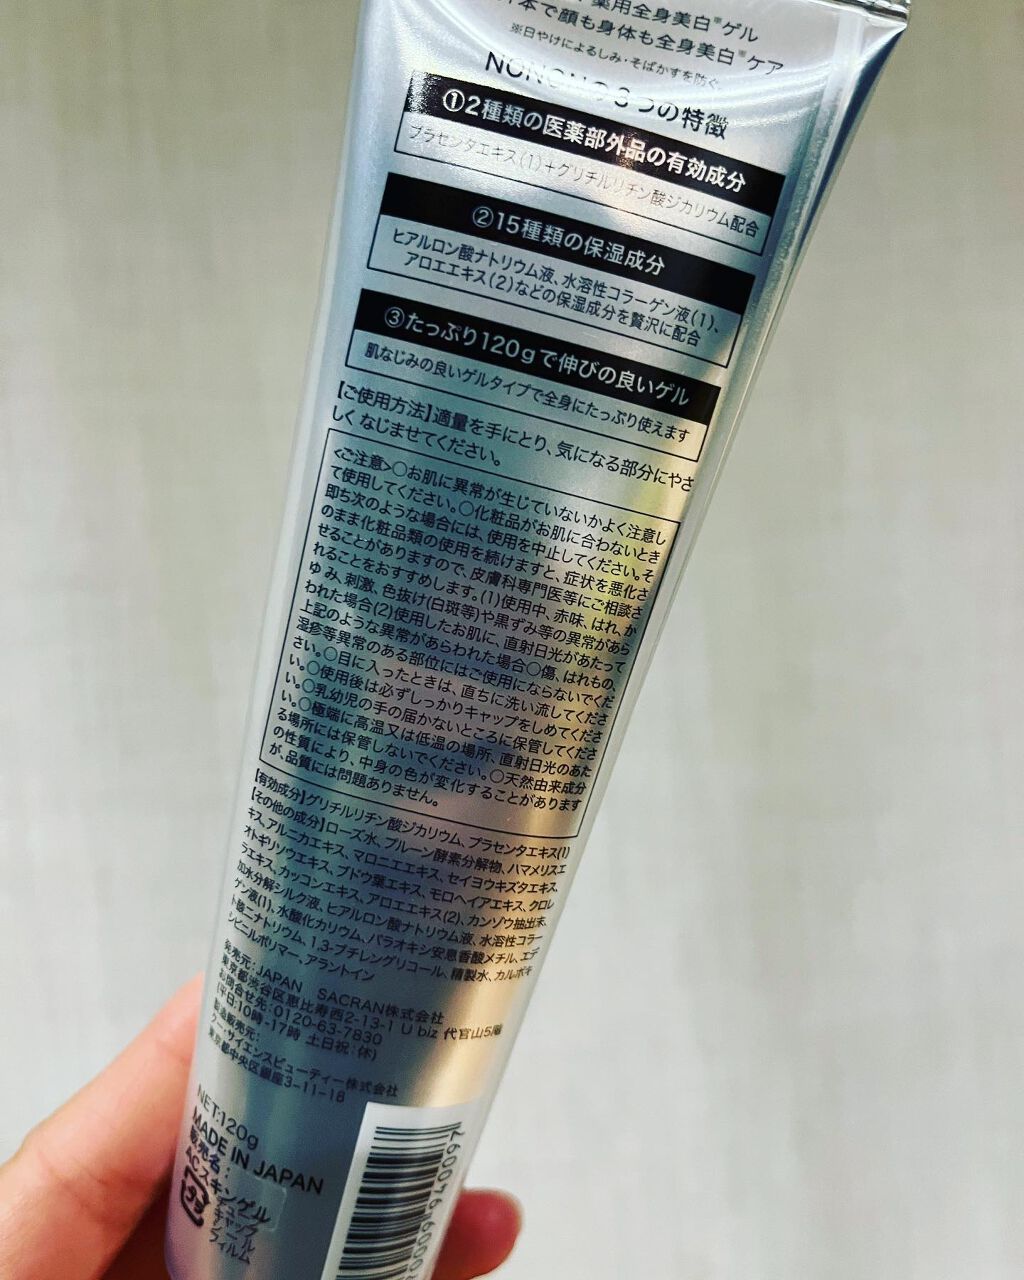 薬用全身美白※ゲル
本で顔も身体も全身美白※ケア
※日やけによるしみ・そばかすを防ぐ
3つの特徴
①2種類の医薬部外品の有効成分
プラセンタエキス(1)+グリチルリチン酸ジカリウム配合
②15種類の保湿成分
ヒアルロン酸ナトリウム液、水溶性コラーゲン液(1)、
アロエエキス(2)などの保湿成分を贅沢に配合
③たっぷり120gで伸びの良いゲル
肌なじみの良いゲルタイプで全身にたっぷり使えます
【ご使用方法】適量を手にとり、気になる部分にやさ
しくなじませてください。
<ご注意>○お肌に異常が生じていないかよく注意し
て使用してください。○化粧品がお肌に合わないとき
即ち次のような場合には、使用を中止してください。そ
のまま化粧品類の使用を続けますと、症状を悪化さ
せることがありますので、皮膚科専門医等にご相談さ
れることをおすすめします。(1)使用中、赤味、はれ、か
ゆみ、刺激、色抜け(白斑等)や黒ずみ等の異常があら
われた場合(2)使用したお肌に、直射日光があたって
上記のような異常があらわれた場合○傷、はれもの、
湿疹等異常のある部位にはご使用にならないでくだ
さい。○目に入ったときは、直ちに洗い流してくださ
い。○使用後は必ずしっかりキャップをしめてくださ
い。○乳幼児の手の届かないところに保管してくださ
い。○極端に高温又は低温の場所、直射日光のあた
る場所には保管しないでください。○天然由来成分
の性質により、中身の色が変化することがあります
が、品質には問題ありません。
【有効成分】グリチルリチン酸ジカリウム、プラセンタエキス(1)
【その他の成分】ローズ水、プルーン酵素分解物、ハマメリスエ
キス、アルニカエキス、マロニエエキス、セイヨウキズタエキス、
オトギリソウエキス、ブドウ葉エキス、モロヘイヤエキス、クロレ
ラエキス、カッコンエキス、アロエエキス(2)、カンゾウ抽出末、
加水分解シルク液、ヒアルロン酸ナトリウム液、水溶性コラー
ゲン液(1)、水酸化カリウム、パラオキシ安息香酸メチル、エデ
ト酸二ナトリウム、1,3-ブチレングリコール、精製水、カルボキ
シビニルポリマー、アラントイン
発売元:JAPAN SACRAN株式会社
東京都渋谷区恵比寿西2-13-1 U biz 代官山5階
お問合せ先:0120-63-7830
(平日:10時-17時 土日祝:休)
製造販売元:
クー・サイエンスビューティー株式会社
東京都中央区銀座3-11-18
NET:120g
MADE IN JAPAN
販売名:
ACスキンゲル
キャップ
シール
フィルム